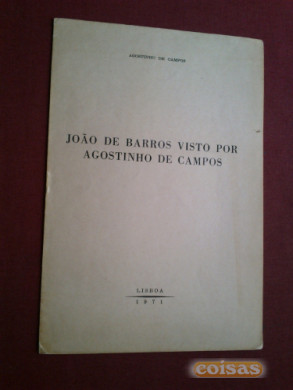 AGOSTINHO DE CAMPOS
JOÃO DE BARROS VISTO POR
AGOSTINHO DE CAMPOS
LISBOA
1971
coisas